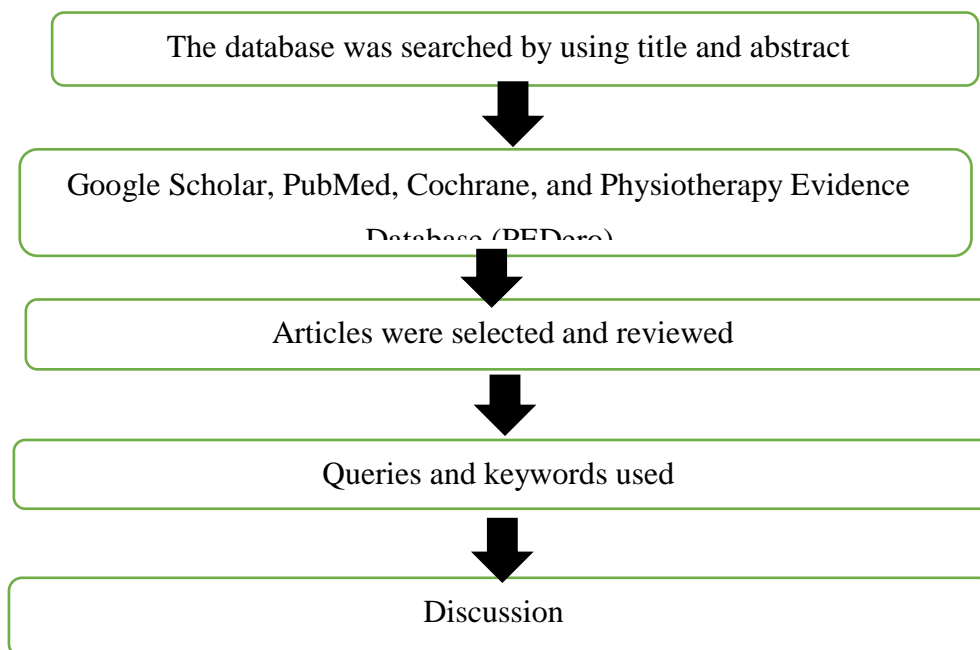 The database was searched by using title and abstract
Google Scholar, PubMed, Cochrane, and Physiotherapy Evidence
Database
Articles were selected and reviewed
Queries and keywords used
Discussion